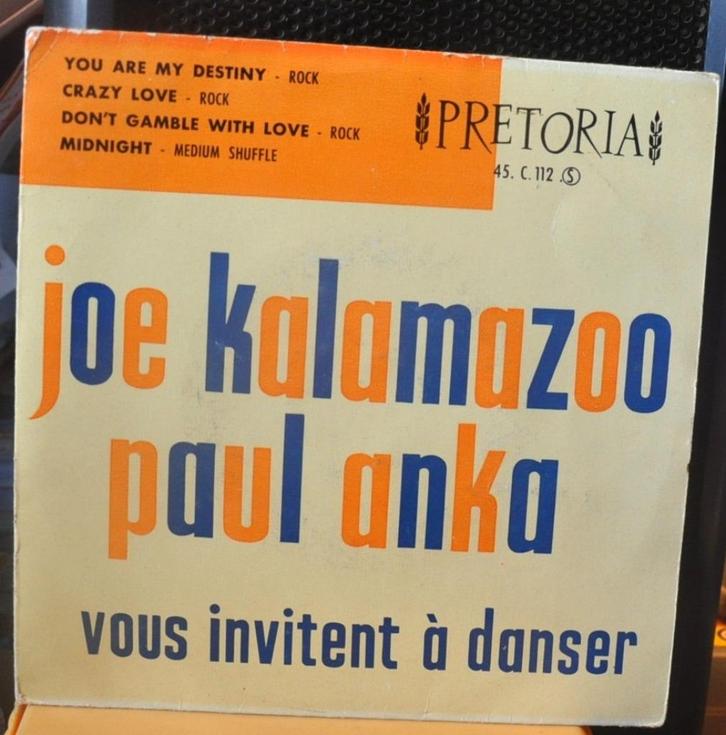 YOU ARE MY DESTINY - ROCK
CRAZY LOVE - ROCK
DON'T GAMBLE WITH LOVE - ROCK
MIDNIGHT - MEDIUM SHUFFLE
PRETORIA
45. C. 112 .Ⓢ
joe kalamazoo
paul anka
vous invitent à danser